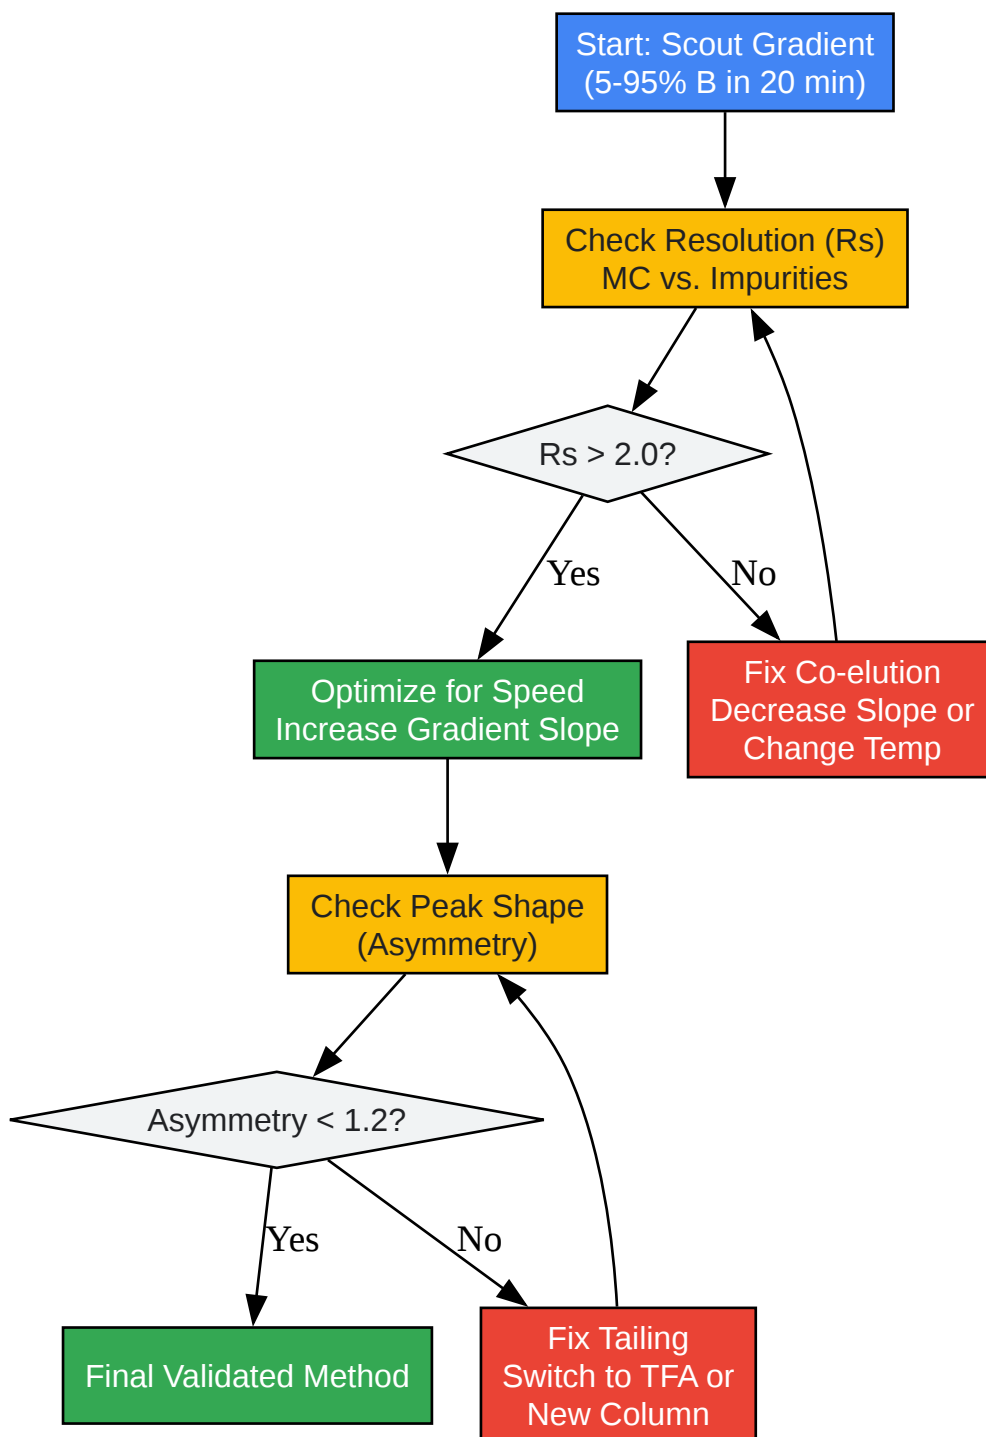 Start: Scout Gradient
(5-95% B in 20 min)
Check Resolution (Rs)
MC vs. Impurities
Rs > 2.0?
Yes
No
Optimize for Speed
Increase Gradient Slope
Fix Co-elution
Decrease Slope or
Change Temp
Check Peak Shape
(Asymmetry)
Asymmetry < 1.2?
Yes
No
Final Validated Method
Fix Tailing
Switch to TFA or
New Column